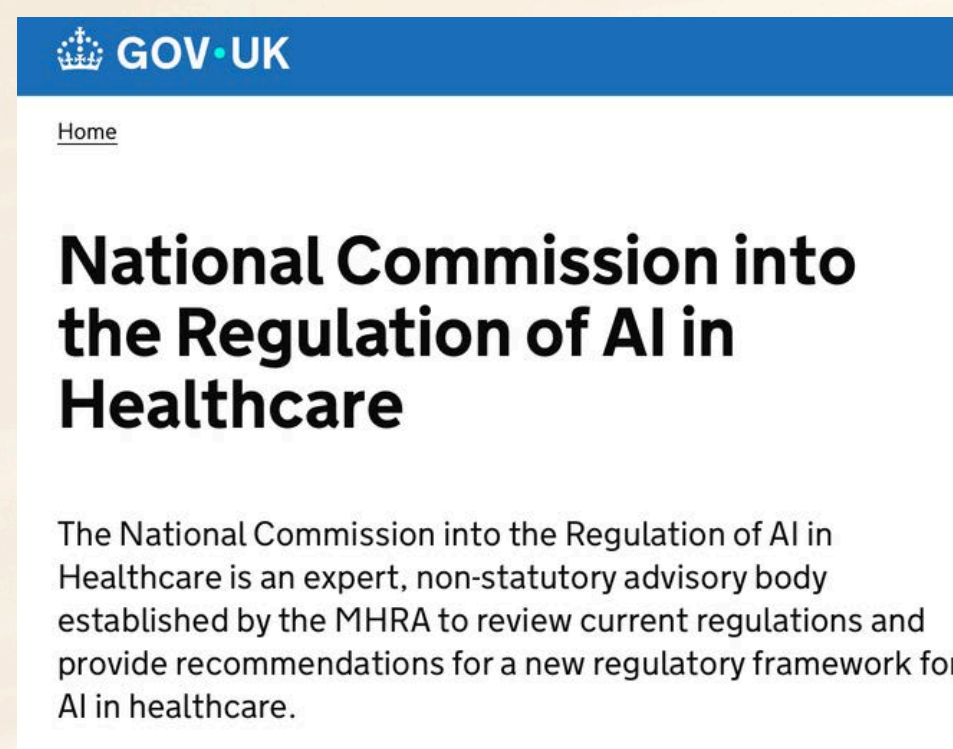 GOV·UK
Home
National Commission into
the Regulation of AI in
Healthcare
The National Commission into the Regulation of AI in
Healthcare is an expert, non-statutory advisory body
established by the MHRA to review current regulations and
provide recommendations for a new regulatory framework for
AI in healthcare.